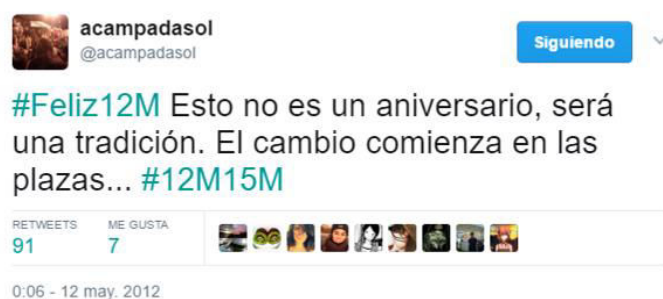 acampadasol
@acampadasol
Siguiendo
#Feliz12M Esto no es un aniversario, será
una tradición. El cambio comienza en las
plazas... #12M15M
RETWEETS ME GUSTA
91 7
0:06 - 12 may. 2012